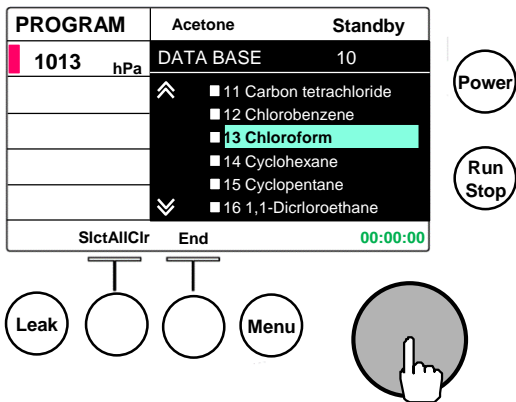 PROGRAM
Acetone Standby
1013 hPa
DATA BASE 10
11 Carbon tetrachloride
12 Chlorobenzene
13 Chloroform
14 Cyclohexane
15 Cyclopentane
16 1,1-Dicrloroethane
SlctAllClr End 00:00:00
Power
Run
Stop
Leak
Menu